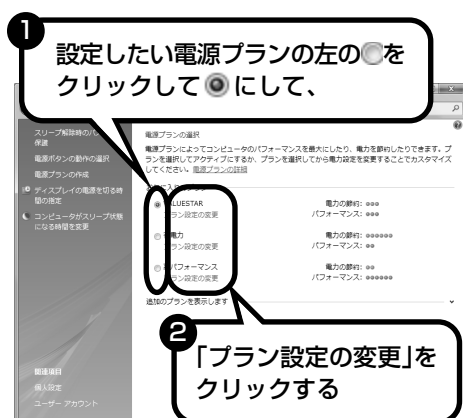 1
設定したい電源プランの左の を
クリックして にして、
スリープ解除時のパ
保護
電源ボタンの動作の選択
電源プランの作成
ディスプレイの電源を切る時
間の指定
コンピュータがスリープ状態
になる時間を変更
関連項目
個人設定
ユーザー アカウント
電源プランの選択
電源プランによってコンピュータのパフォーマンスを最大にしたり、電力を節約したりできます。プ
ランを選択してアクティブにするか、プランを選択してから電力設定を変更することでカスタマイズ
してください。電源プランの詳細
ALUESTAR
ラン設定の変更
電力の節約:
パフォーマンス:
電力
ラン設定の変更
電力の節約:
パフォーマンス:
パフォーマンス
ラン設定の変更
電力の節約:
パフォーマンス:
追加のプランを表示します
2
「プラン設定の変更」を
クリックする